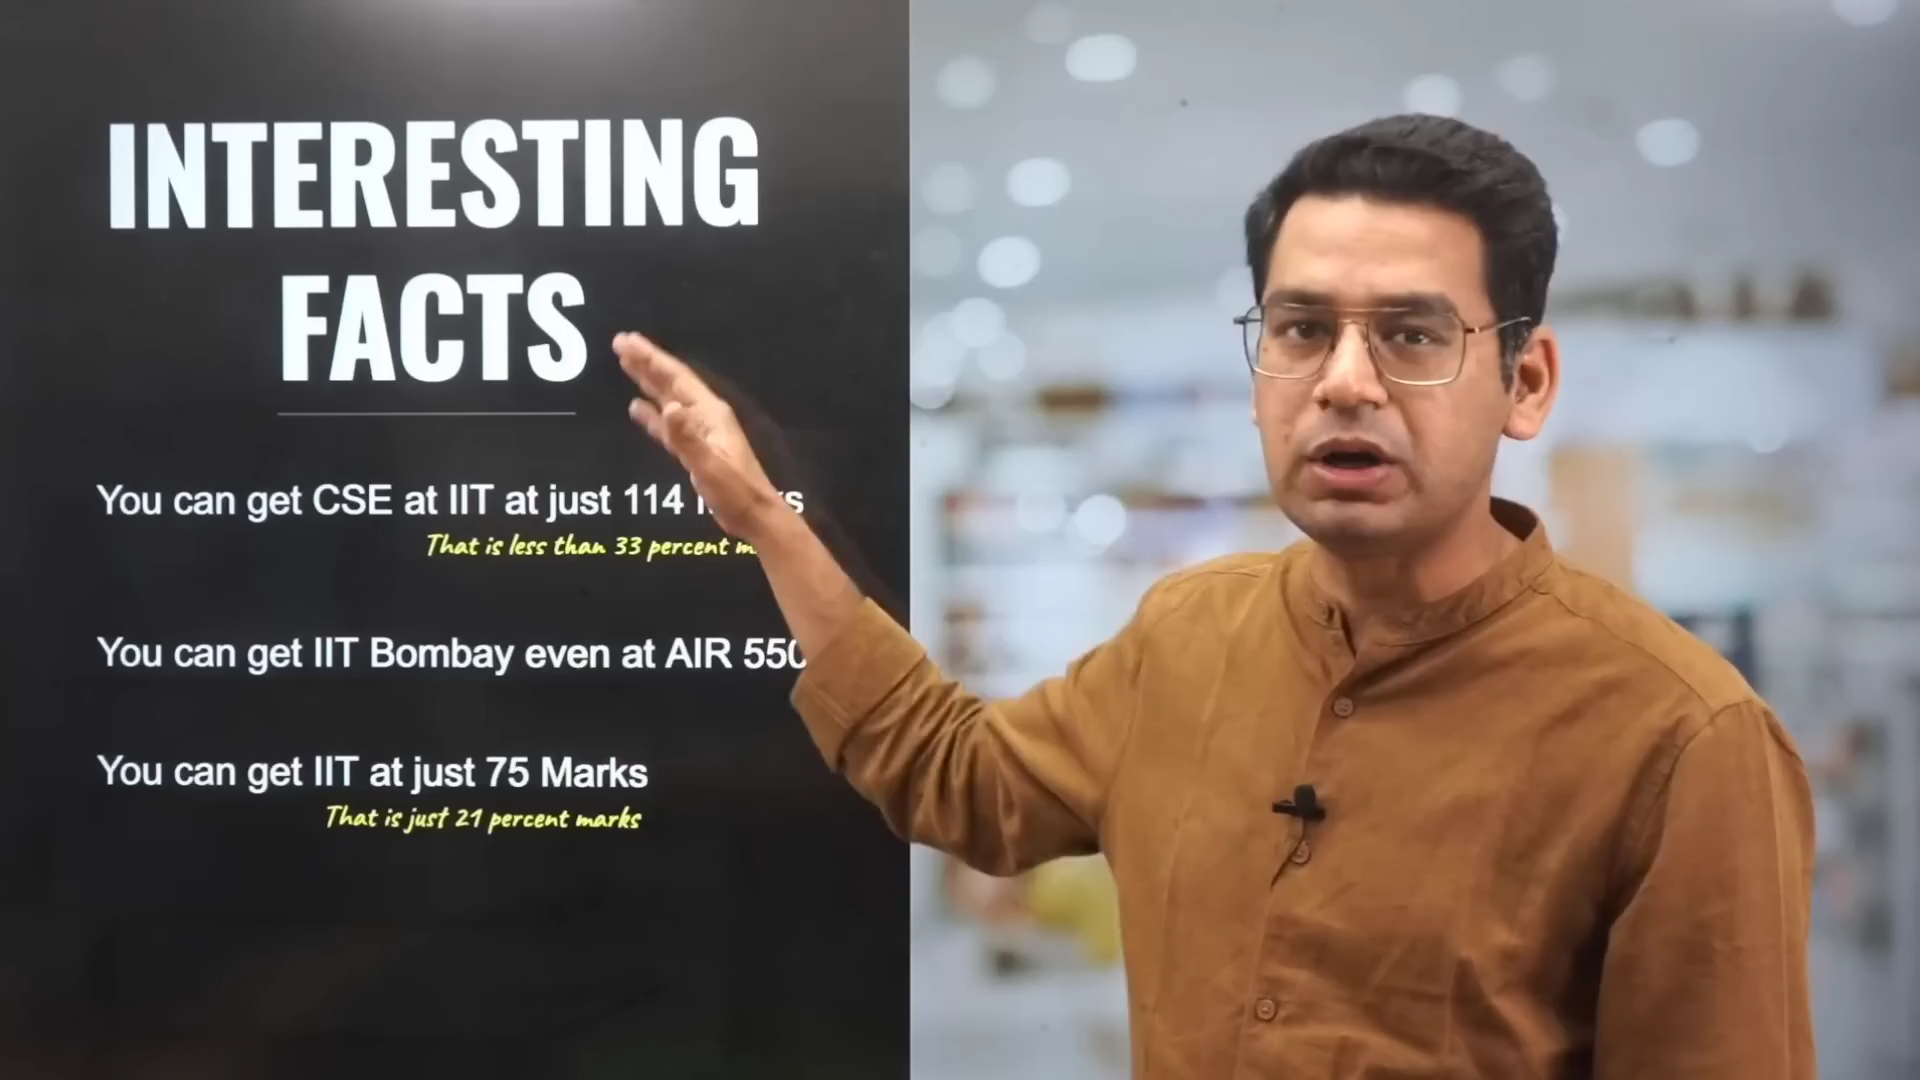 INTERESTING
FACTS
You can get CSE at IIT at just 114
That is less than 33 percent
You can get IIT Bombay even at AIR
You can get IIT at just 75 Marks
That is just 21 percent marks